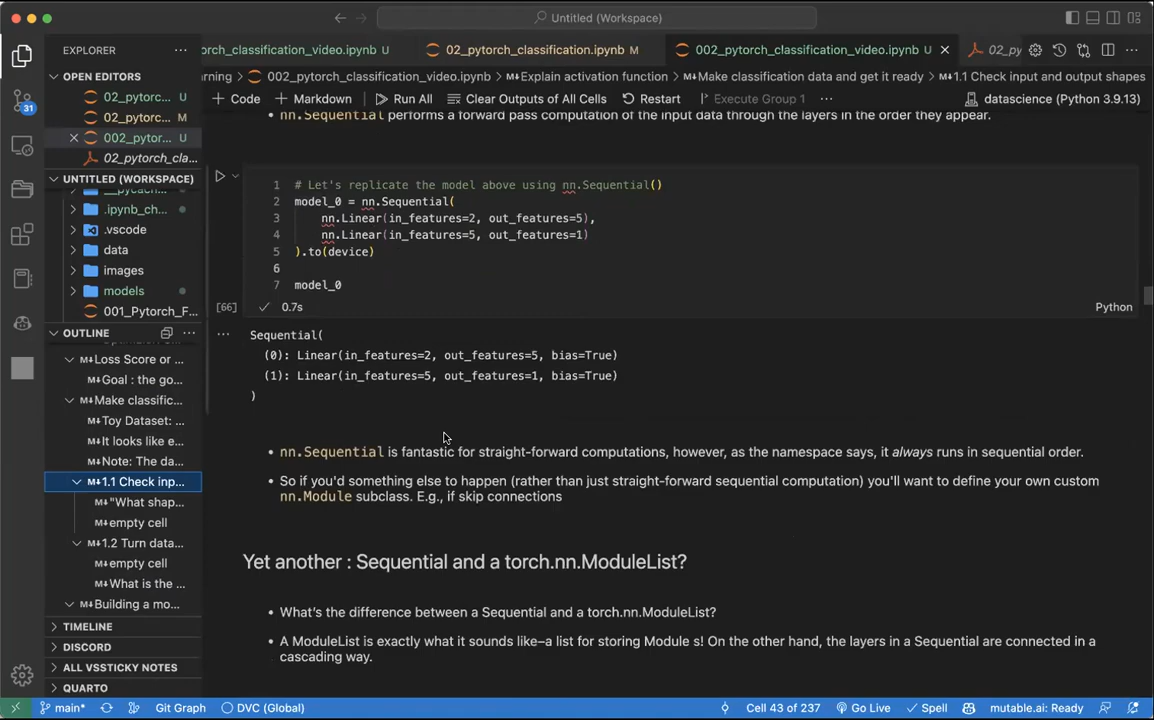 Untitled (Workspace)
EXPLORER
torch_classification_video.ipynb U
02_pytorch_classification.ipynb M
002_pytorch_classification_video.ipynb U
02_py
OPEN EDITORS
02_pytorc... U
02_pytorc... M
002_pytor... U
02_pytorch_cla...
UNTITLED (WORKSPACE)
__pycach
.ipynb_ch...
.vscode
data
images
models
001_Pytorch_F...
OUTLINE
Loss Score or ...
Goal : the go...
Make classific...
Toy Dataset: ...
It looks like e...
Note: The da...
1.1 Check inp...
"What shap...
empty cell
1.2 Turn data...
empty cell
What is the ...
Building a mo...
TIMELINE
DISCORD
ALL VSSTICKY NOTES
QUARTO
31
rning > 002_pytorch_classification_video.ipynb > Explain activation function > Make classification data and get it ready > 1.1 Check input and output shapes
+ Code + Markdown Run All Clear Outputs of All Cells Restart Execute Group 1 ... datascience (Python 3.9.13)
• nn.Sequential performs a forward pass computation of the input data through the layers in the order they appear.
1 # Let's replicate the model above using nn.Sequential()
2 model_0 = nn.Sequential(
3 nn.Linear(in_features=2, out_features=5),
4 nn.Linear(in_features=5, out_features=1)
5 ).to(device)
6
7 model_0
[66] 0.7s Python
Sequential(
(0): Linear(in_features=2, out_features=5, bias=True)
(1): Linear(in_features=5, out_features=1, bias=True)
)
• nn.Sequential is fantastic for straight-forward computations, however, as the namespace says, it always runs in sequential order.
• So if you'd something else to happen (rather than just straight-forward sequential computation) you'll want to define your own custom
nn.Module subclass. E.g., if skip connections
Yet another : Sequential and a torch.nn.ModuleList?
• What's the difference between a Sequential and a torch.nn.ModuleList?
• A ModuleList is exactly what it sounds like–a list for storing Module s! On the other hand, the layers in a Sequential are connected in a
cascading way.
main* Git Graph DVC (Global) Cell 43 of 237 Go Live Spell mutable.ai: Ready